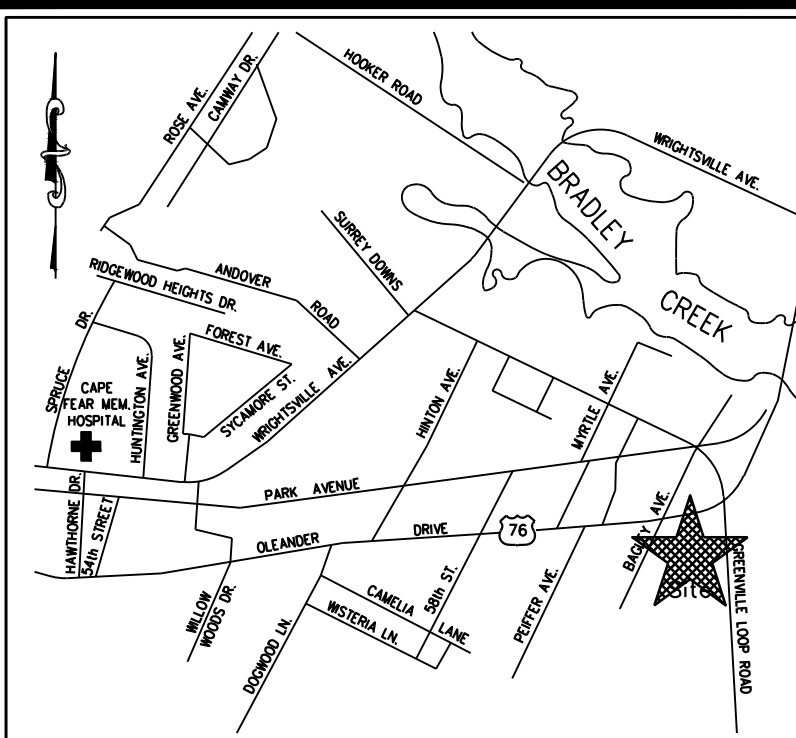 HOOKER ROAD
ROSE AVE.
CAMWAY DR.
WRIGHTSVILLE AVE.
BRADLEY
CREEK
SURREY DOWNS
ANDOVER
ROAD
RIDGEWOOD HEIGHTS DR.
SPRUCE
DR.
FOREST AVE.
GREENWOOD AVE.
SYCAMORE ST.
WRIGHTSVILLE AVE.
HUNTINGTON AVE.
CAPE
FEAR MEM.
HOSPITAL
HINTON AVE.
MYRTLE AVE.
PARK AVENUE
HAWTHORNE DR.
54th STREET
OLEANDER
DRIVE
76
BAGLEY AVE.
Site
GREENVILLE LOOP ROAD
WILLOW
WOODS DR.
DOGWOOD LN.
CAMELIA
LANE
WISTERIA LN.
58th ST.
PEIFFER AVE.